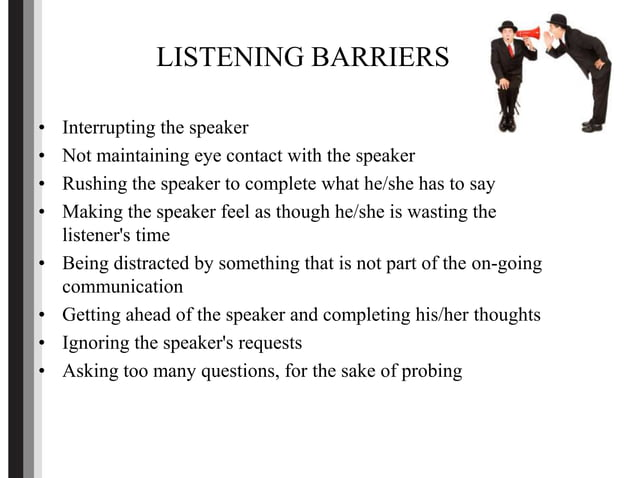 LISTENING BARRIERS
• Interrupting the speaker
• Not maintaining eye contact with the speaker
• Rushing the speaker to complete what he/she has to say
• Making the speaker feel as though he/she is wasting the
listener's time
• Being distracted by something that is not part of the on-going
communication
• Getting ahead of the speaker and completing his/her thoughts
• Ignoring the speaker's requests
• Asking too many questions, for the sake of probing